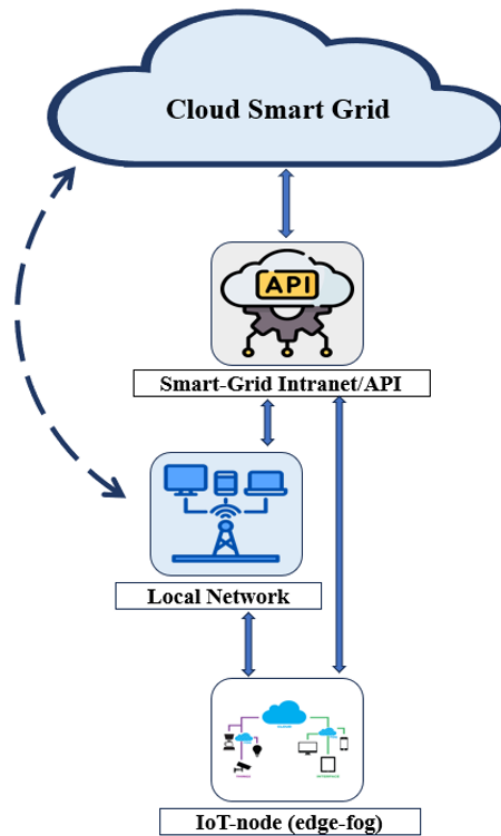 Cloud Smart Grid
API
Smart-Grid Intranet/API
Local Network
IoT-node (edge-fog)